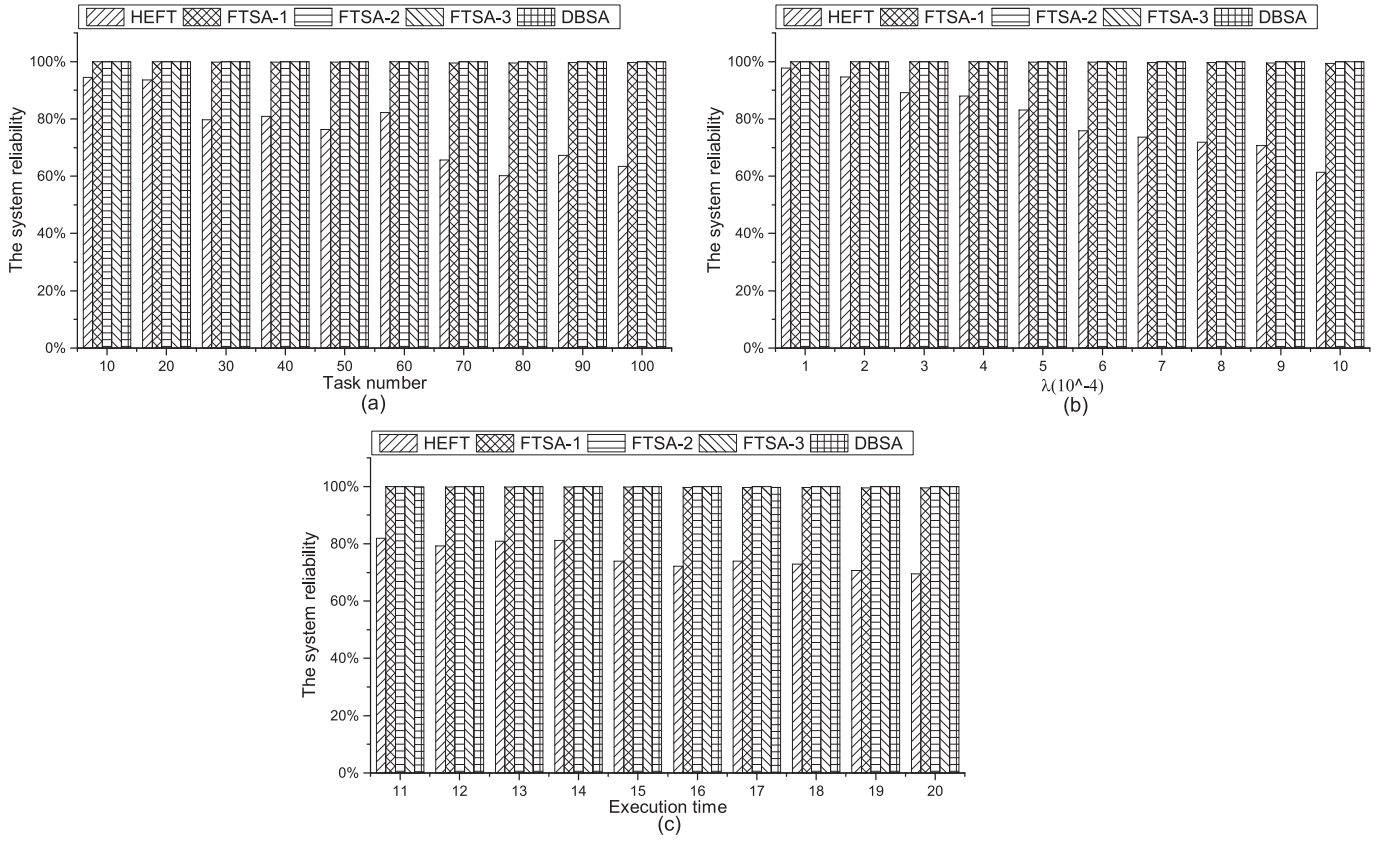 HEFT FTSA-1 FTSA-2 FTSA-3 DBSA
The system reliability
100%
80%
60%
40%
20%
0%
10 20 30 40 50 60 70 80 90 100
Task number
(a)
HEFT FTSA-1 FTSA-2 FTSA-3 DBSA
The system reliability
100%
80%
60%
40%
20%
0%
1 2 3 4 5 6 7 8 9 10
λ(10^-4)
(b)
HEFT FTSA-1 FTSA-2 FTSA-3 DBSA
The system reliability
100%
80%
60%
40%
20%
0%
11 12 13 14 15 16 17 18 19 20
Execution time
(c)